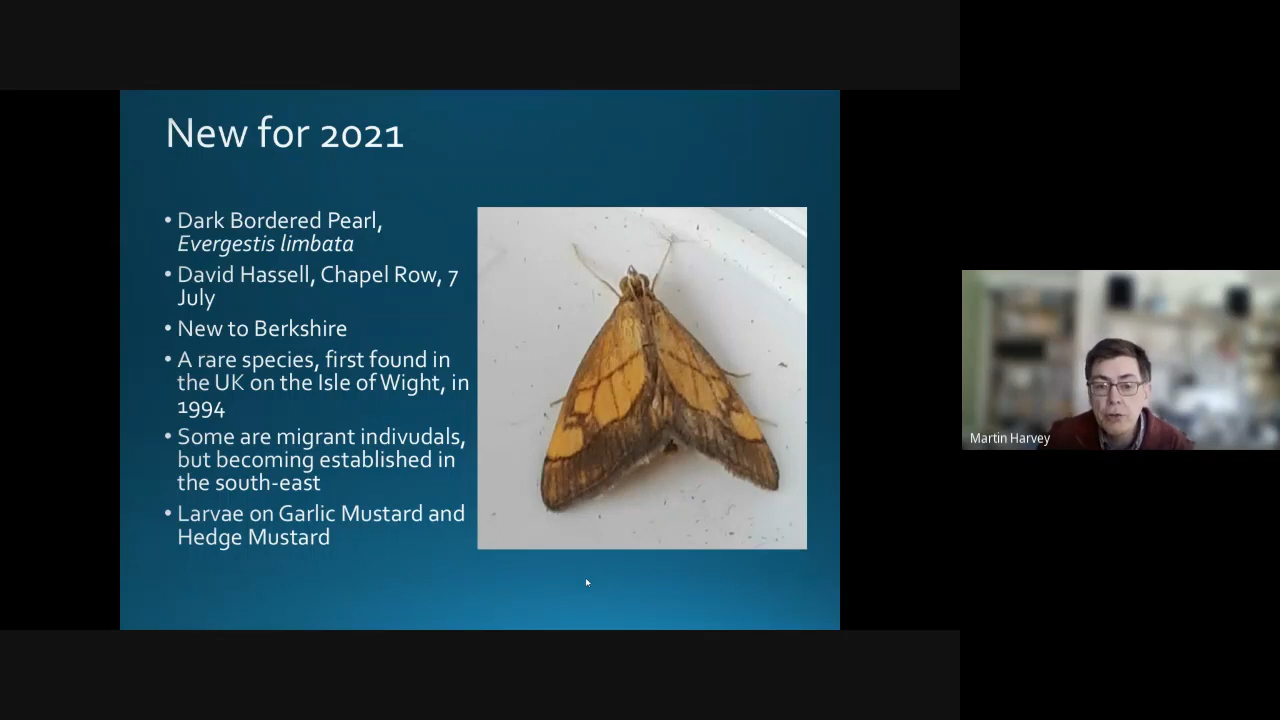 New for 2021
• Dark Bordered Pearl,
Evergestis limbata
• David Hassell, Chapel Row, 7
July
• New to Berkshire
• A rare species, first found in
the UK on the Isle of Wight, in
1994
• Some are migrant indivudals,
but becoming established in
the south-east
• Larvae on Garlic Mustard and
Hedge Mustard
Martin Harvey